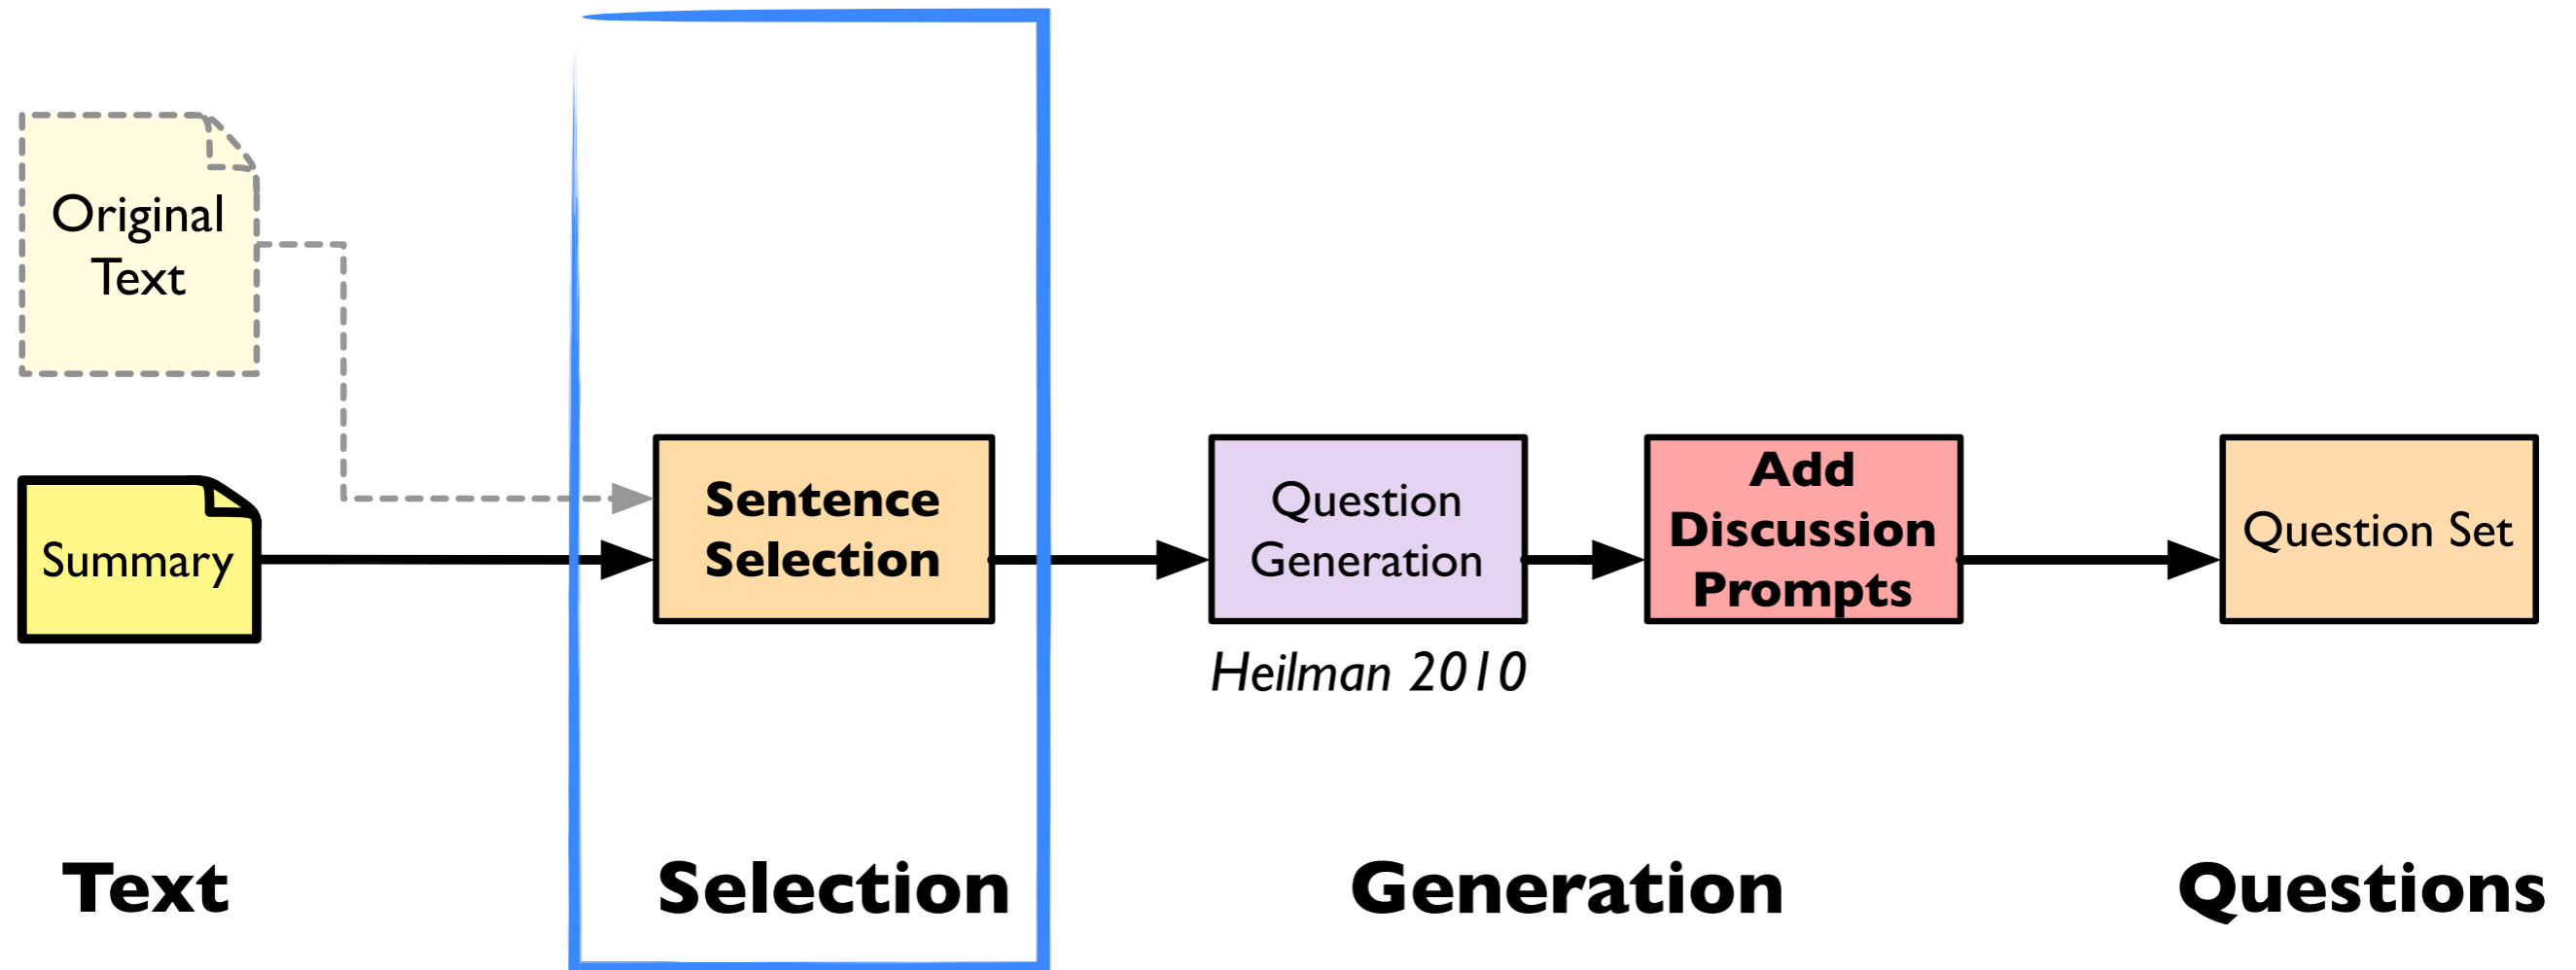 Original
Text
Summary
Sentence
Selection
Question
Generation
Heilman 2010
Add
Discussion
Prompts
Question Set
Text
Selection
Generation
Questions